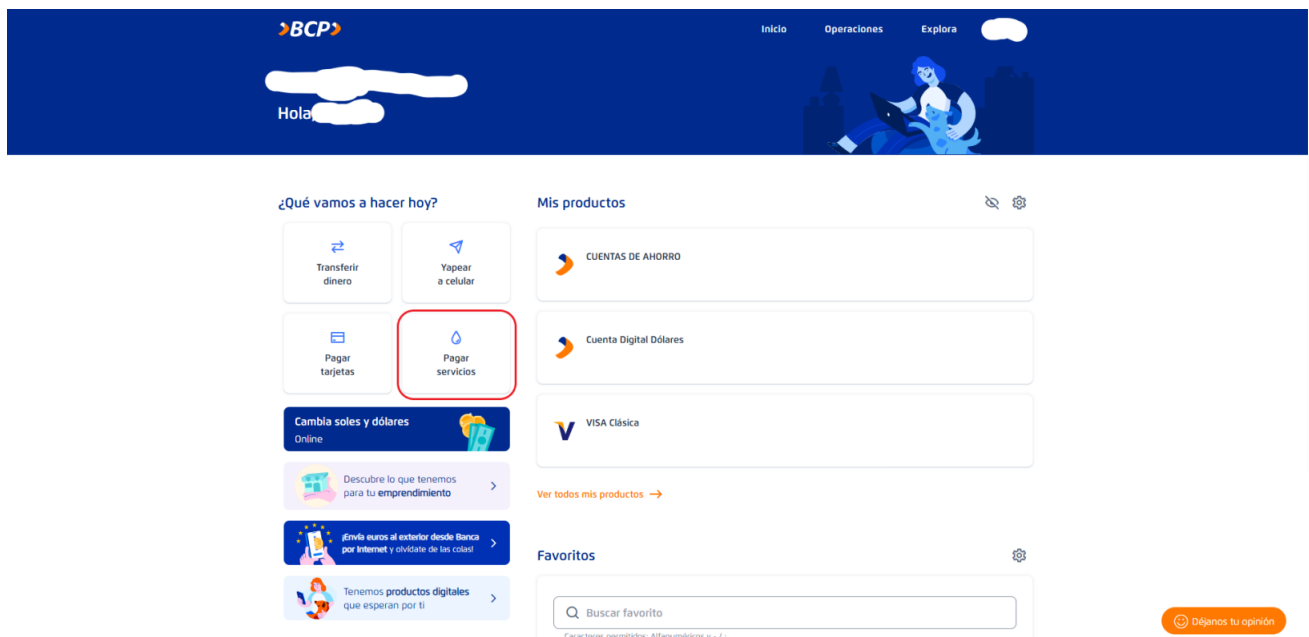 BCP
Inicio
Operaciones
Explora
Hola,
¿Qué vamos a hacer hoy?
Transferir
dinero
Yapear
a celular
Pagar
tarjetas
Pagar
servicios
Cambia soles y dólares
Online
Descubre lo que tenemos
para tu emprendimiento
¡Envía euros al exterior desde Banca
por Internet y olvídate de las colas!
Tenemos productos digitales
que esperan por ti
Mis productos
CUENTAS DE AHORRO
Cuenta Digital Dólares
VISA Clásica
Ver todos mis productos
Favoritos
Buscar favorito
Caracteres permitidos: Alfanuméricos y - / :
Déjanos tu opinión